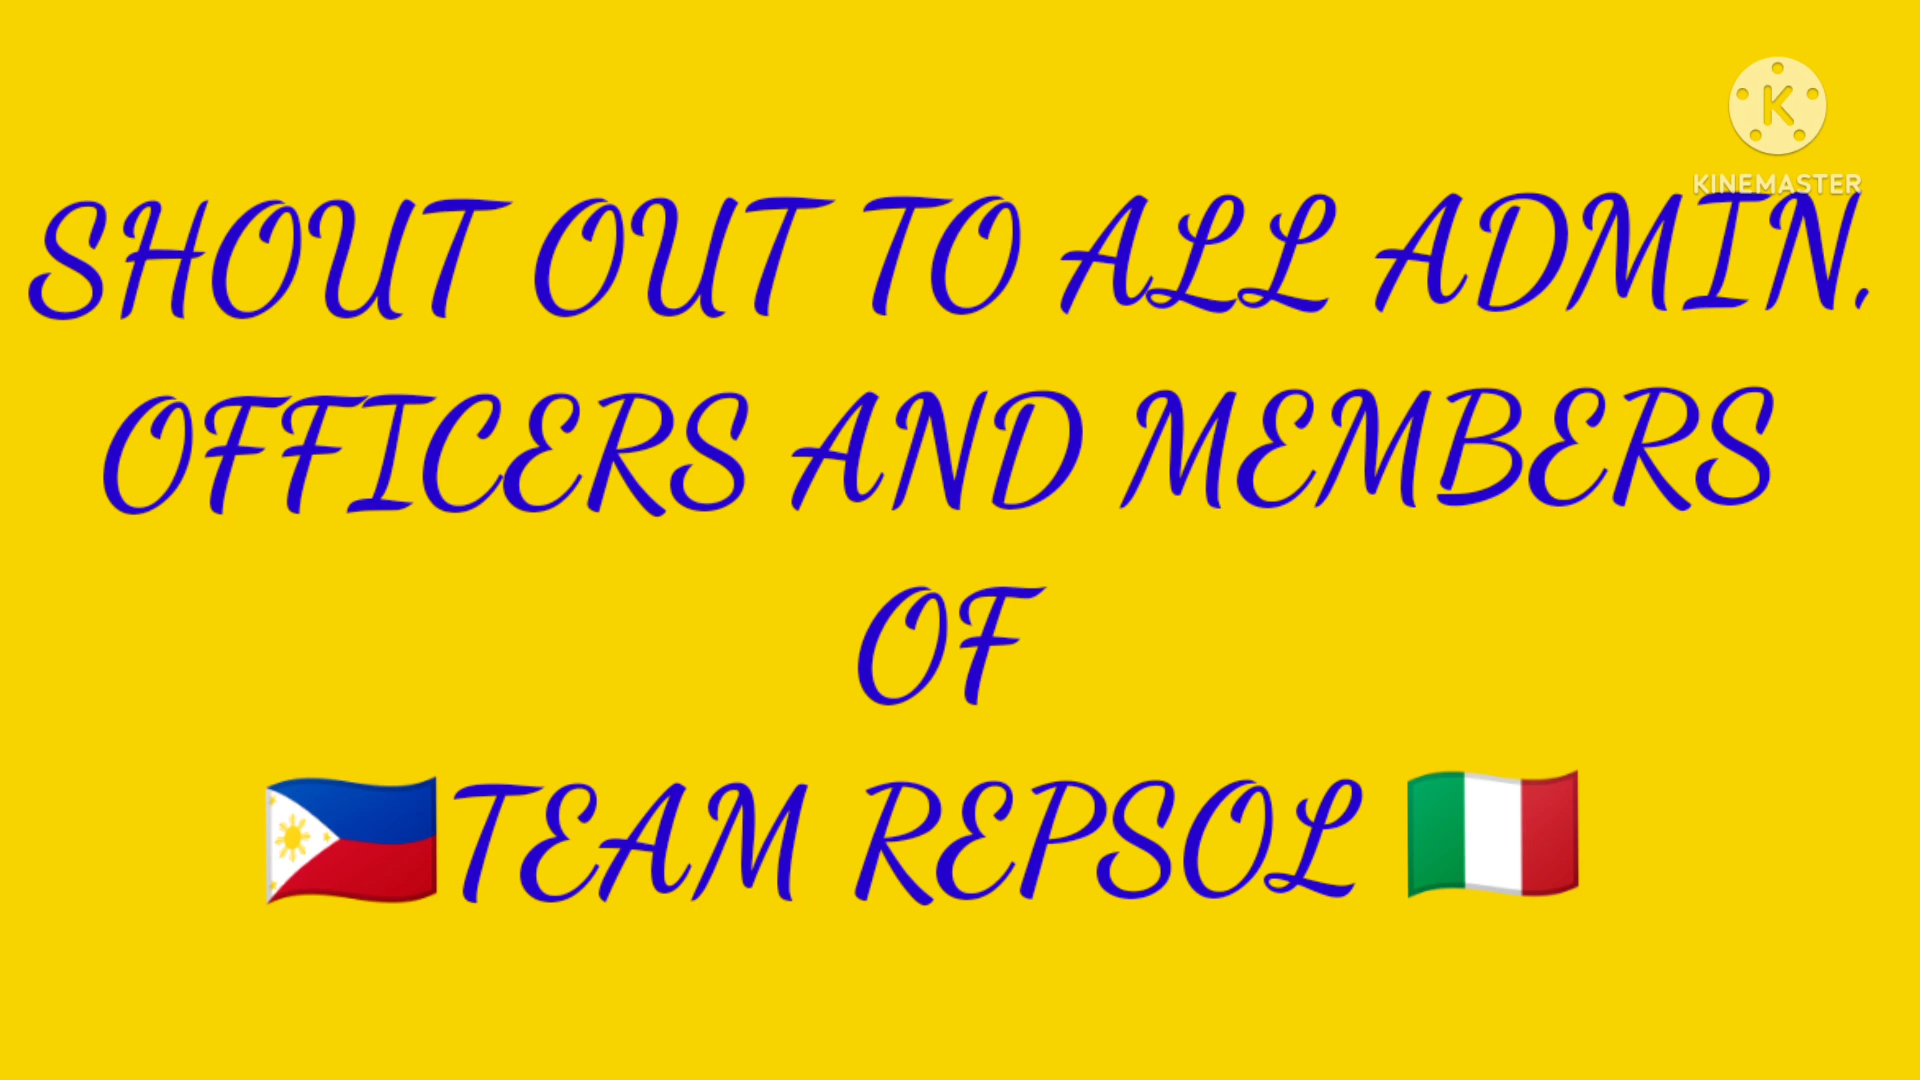 K
KINEMASTER
SHOUT OUT TO ALL ADMIN,
OFFICERS AND MEMBERS
OF
🇵🇭TEAM REPSOL 🇮🇹